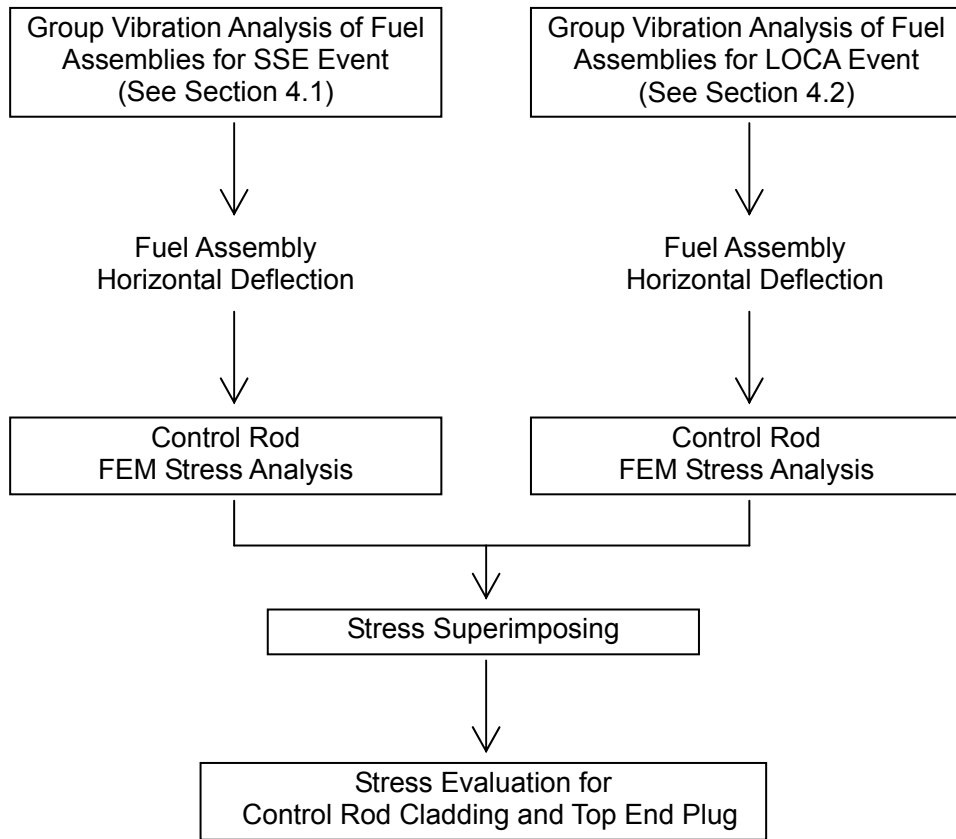 Group Vibration Analysis of Fuel
Assemblies for SSE Event
(See Section 4.1)
Group Vibration Analysis of Fuel
Assemblies for LOCA Event
(See Section 4.2)
Fuel Assembly
Horizontal Deflection
Fuel Assembly
Horizontal Deflection
Control Rod
FEM Stress Analysis
Control Rod
FEM Stress Analysis
Stress Superimposing
Stress Evaluation for
Control Rod Cladding and Top End Plug